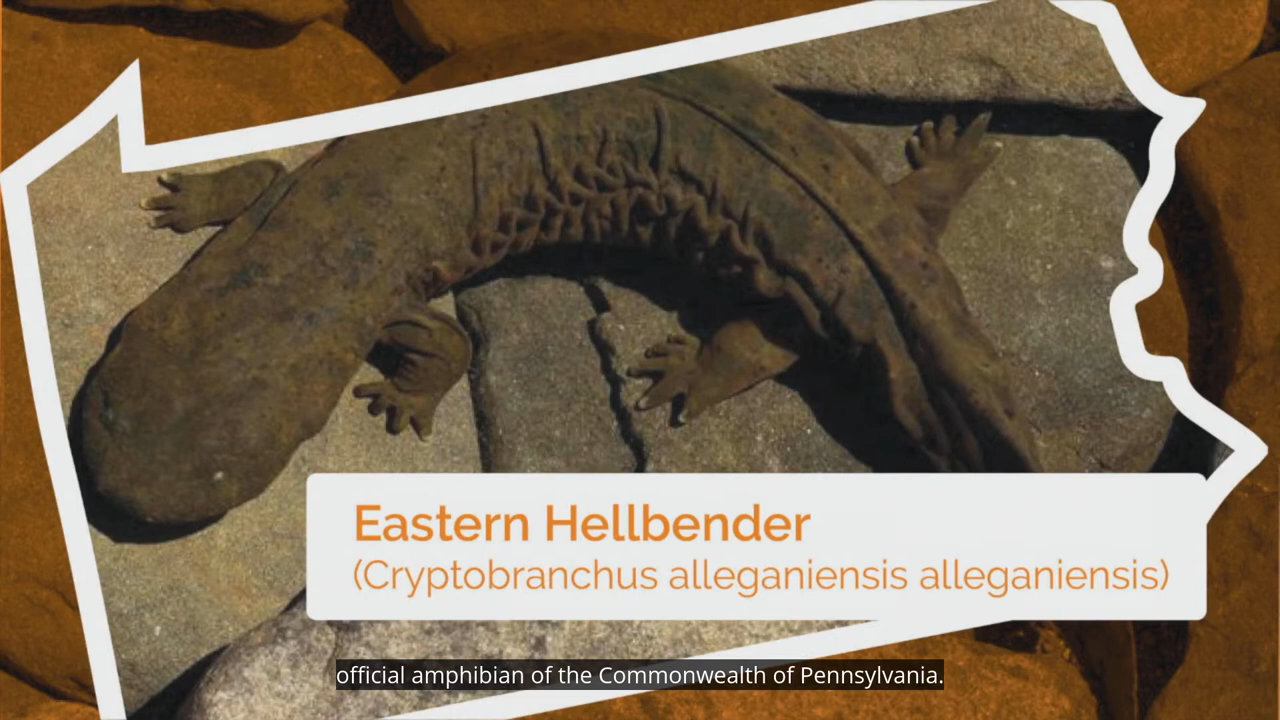 Eastern Hellbender
(Cryptobranchus alleganiensis alleganiensis)
official amphibian of the Commonwealth of Pennsylvania.